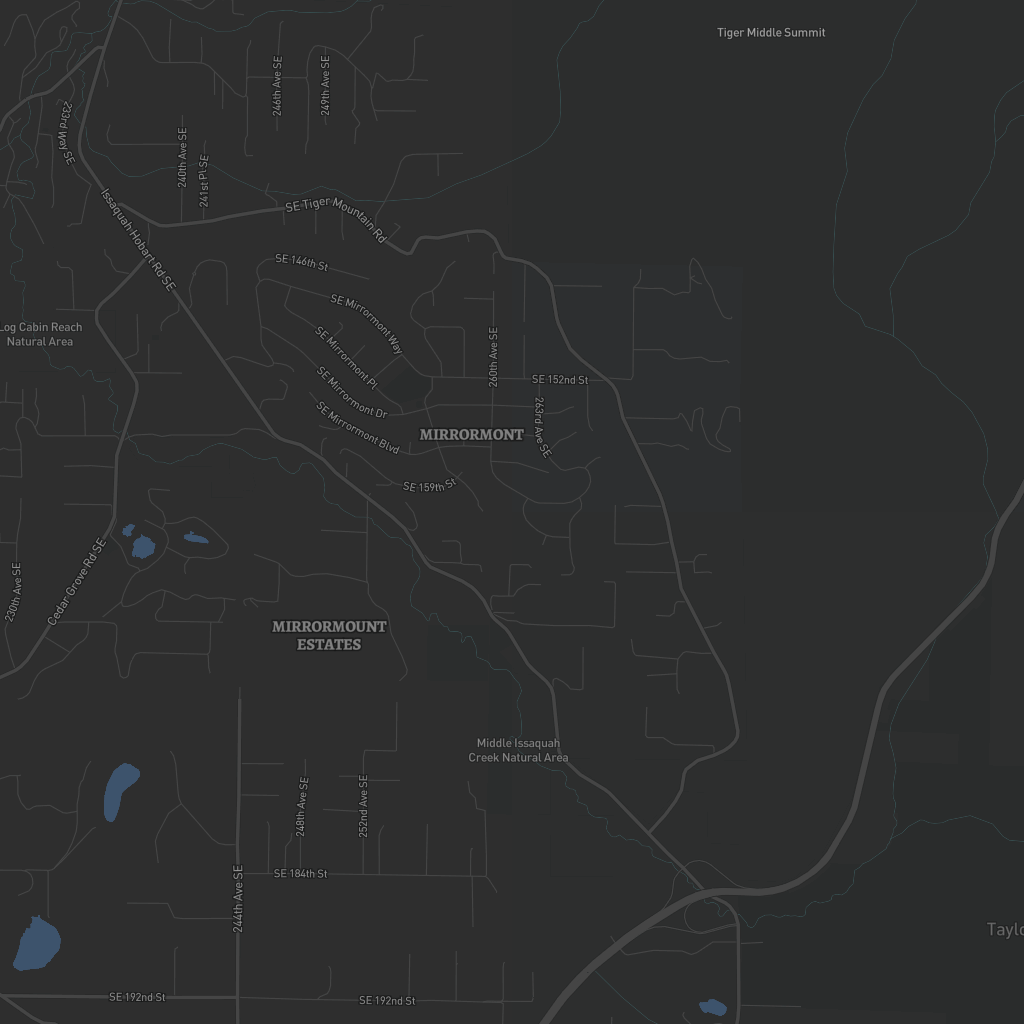 Tiger Middle Summit
246th Ave SE
249th Ave SE
233rd Way SE
240th Ave SE
241st Pl SE
Issaquah Hobart Rd SE
SE Tiger Mountain Rd
SE 146th St
SE Mirrormont Way
Log Cabin Reach
Natural Area
SE Mirrormont Pl
260th Ave SE
SE 152nd St
SE Mirrormont Dr
SE Mirrormont Blvd
263rd Ave SE
MIRRORMONT
SE 159th St
230th Ave SE
Cedar Grove Rd SE
MIRRORMOUNT
ESTATES
Middle Issaquah
Creek Natural Area
248th Ave SE
252nd Ave SE
SE 184th St
244th Ave SE
Taylo
SE 192nd St
SE 192nd St